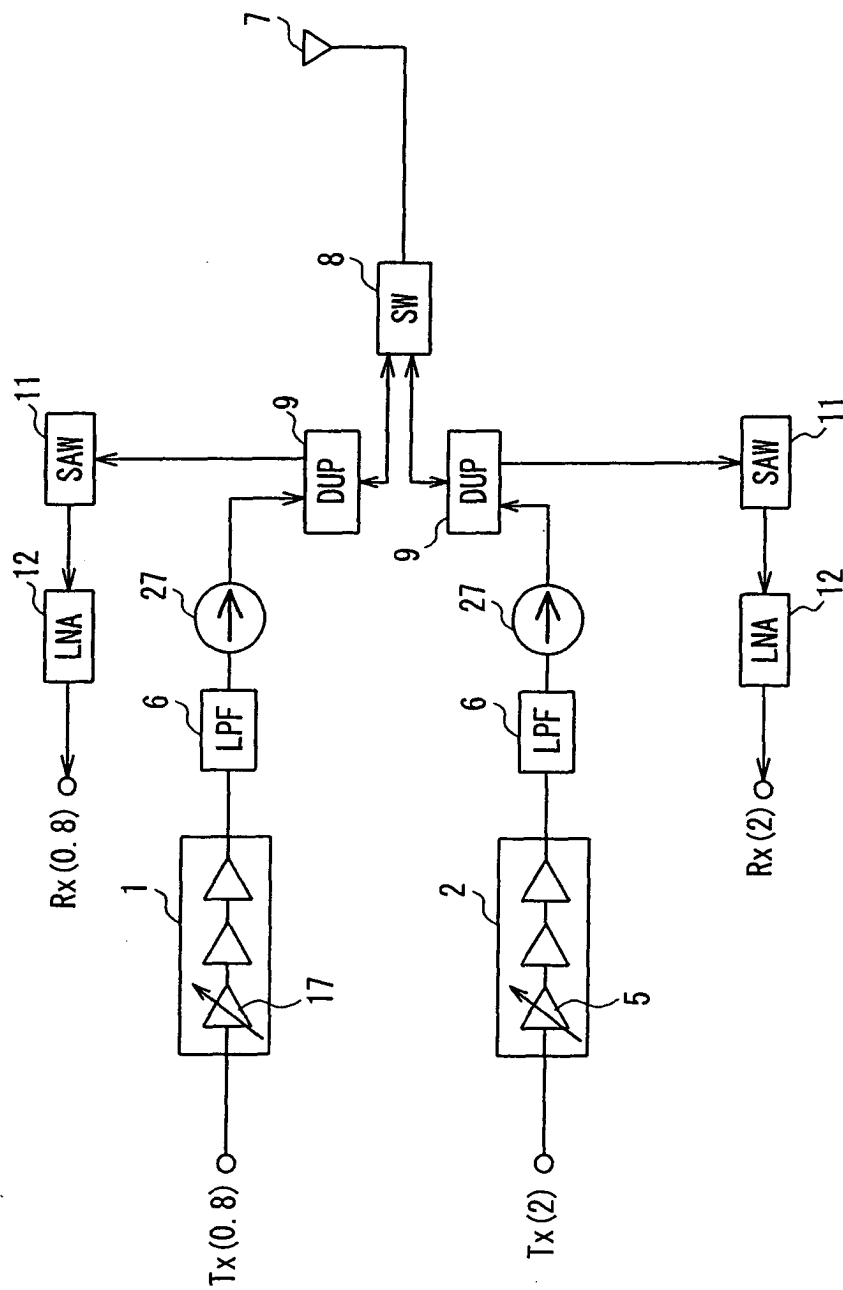 7
8
SW
11
SAW
9
DUP
12
LNA
27
6
LPF
Rx(0.8)
1
17
Tx(0.8)
9
DUP
11
SAW
12
LNA
27
6
LPF
Rx(2)
2
5
Tx(2)